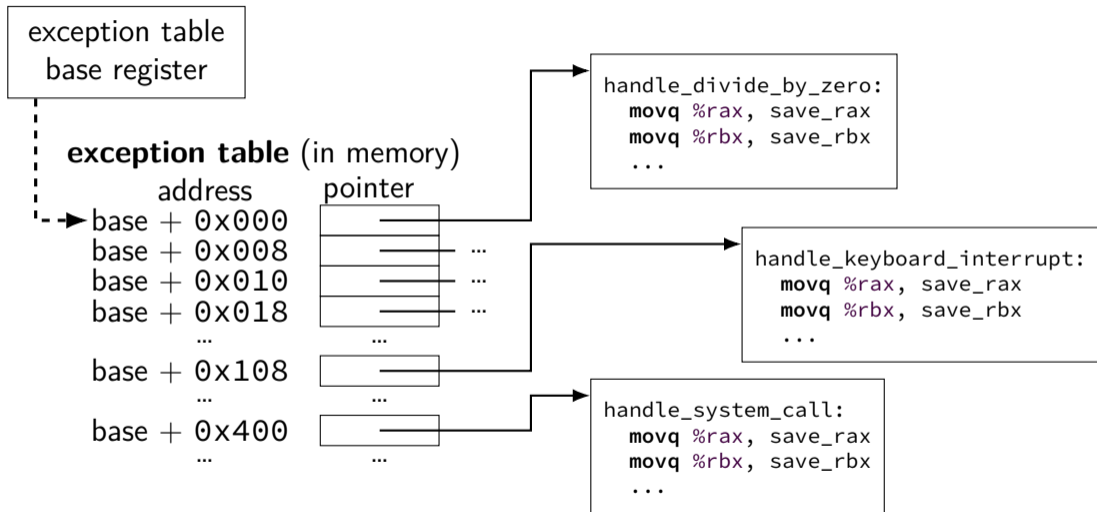 exception table
base register
exception table (in memory)
address pointer
base + 0x000
base + 0x008 ...
base + 0x010 ...
base + 0x018 ...
... ...
base + 0x108
... ...
base + 0x400
... ...
handle_divide_by_zero:
movq %rax, save_rax
movq %rbx, save_rbx
...
handle_keyboard_interrupt:
movq %rax, save_rax
movq %rbx, save_rbx
...
handle_system_call:
movq %rax, save_rax
movq %rbx, save_rbx
...